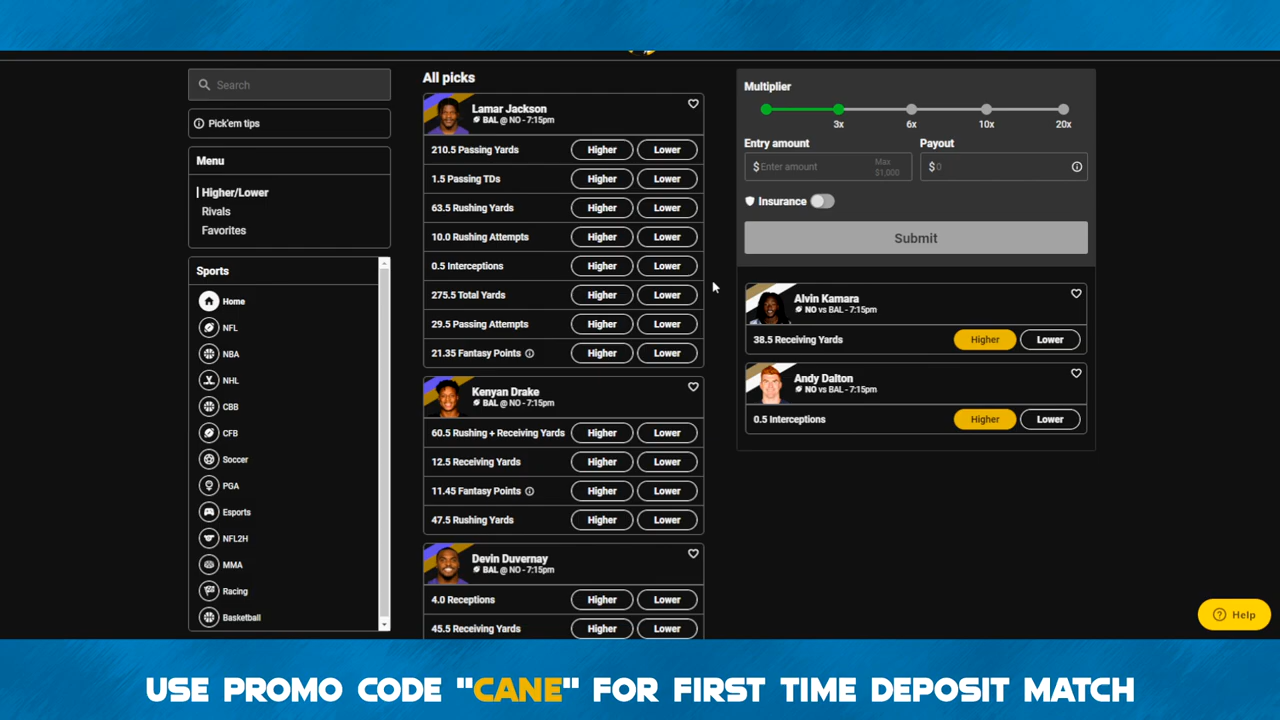 Search
Pick'em tips
Menu
Higher/Lower
Rivals
Favorites
Sports
Home
NFL
NBA
NHL
CBB
CFB
Soccer
PGA
Esports
NFL2H
MMA
Racing
Basketball
All picks
Lamar Jackson
BAL @ NO - 7:15pm
210.5 Passing Yards Higher Lower
1.5 Passing TDs Higher Lower
63.5 Rushing Yards Higher Lower
10.0 Rushing Attempts Higher Lower
0.5 Interceptions Higher Lower
275.5 Total Yards Higher Lower
29.5 Passing Attempts Higher Lower
21.35 Fantasy Points Higher Lower
Kenyan Drake
BAL @ NO - 7:15pm
60.5 Rushing + Receiving Yards Higher Lower
12.5 Receiving Yards Higher Lower
11.45 Fantasy Points Higher Lower
47.5 Rushing Yards Higher Lower
Devin Duvernay
BAL @ NO - 7:15pm
4.0 Receptions Higher Lower
45.5 Receiving Yards Higher Lower
Multiplier
3x 6x 10x 20x
Entry amount Payout
$ Enter amount Max $1,000 $0
Insurance
Submit
Alvin Kamara
NO vs BAL - 7:15pm
38.5 Receiving Yards Higher Lower
Andy Dalton
NO vs BAL - 7:15pm
0.5 Interceptions Higher Lower
Help
USE PROMO CODE "CANE" FOR FIRST TIME DEPOSIT MATCH